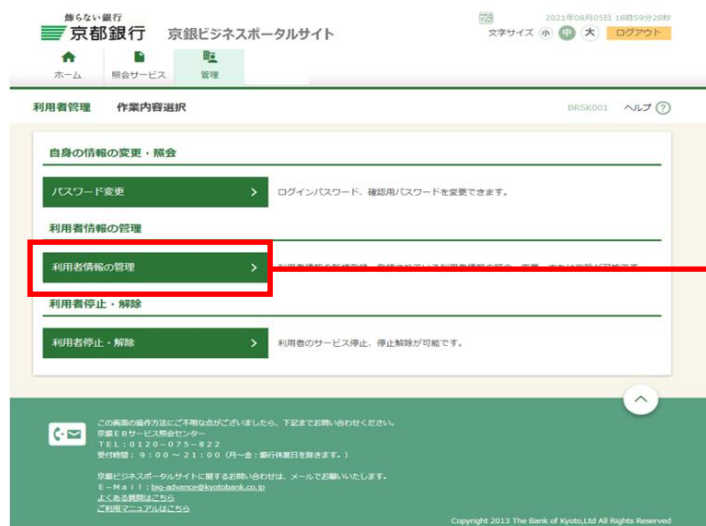 飾らない銀行
京都銀行 京銀ビジネスポータルサイト
2021年08月05日 18時59分28秒
文字サイズ 小 中 大 ログアウト
ホーム 照会サービス 管理
利用者管理 作業内容選択
BRSK001 ヘルプ ?
自身の情報の変更・照会
パスワード変更
ログインパスワード、確認用パスワードを変更できます。
利用者情報の管理
利用者情報の管理
利用者停止・解除
利用者停止・解除
利用者のサービス停止、停止解除が可能です。
この画面の操作方法にご不明な点がございましたら、下記までお問い合わせください。
京銀EBサービス照会センター
TEL:0120-075-822
受付時間:9:00~21:00(月~金:銀行休業日を除きます。)
京銀ビジネスポータルサイトに関するお問い合わせは、メールでお願いいたします。
E-Mail:big-advance@kyotobank.co.jp
よくある質問はこちら
ご利用マニュアルはこちら
Copyright 2013 The Bank of Kyoto,Ltd All Rights Reserved